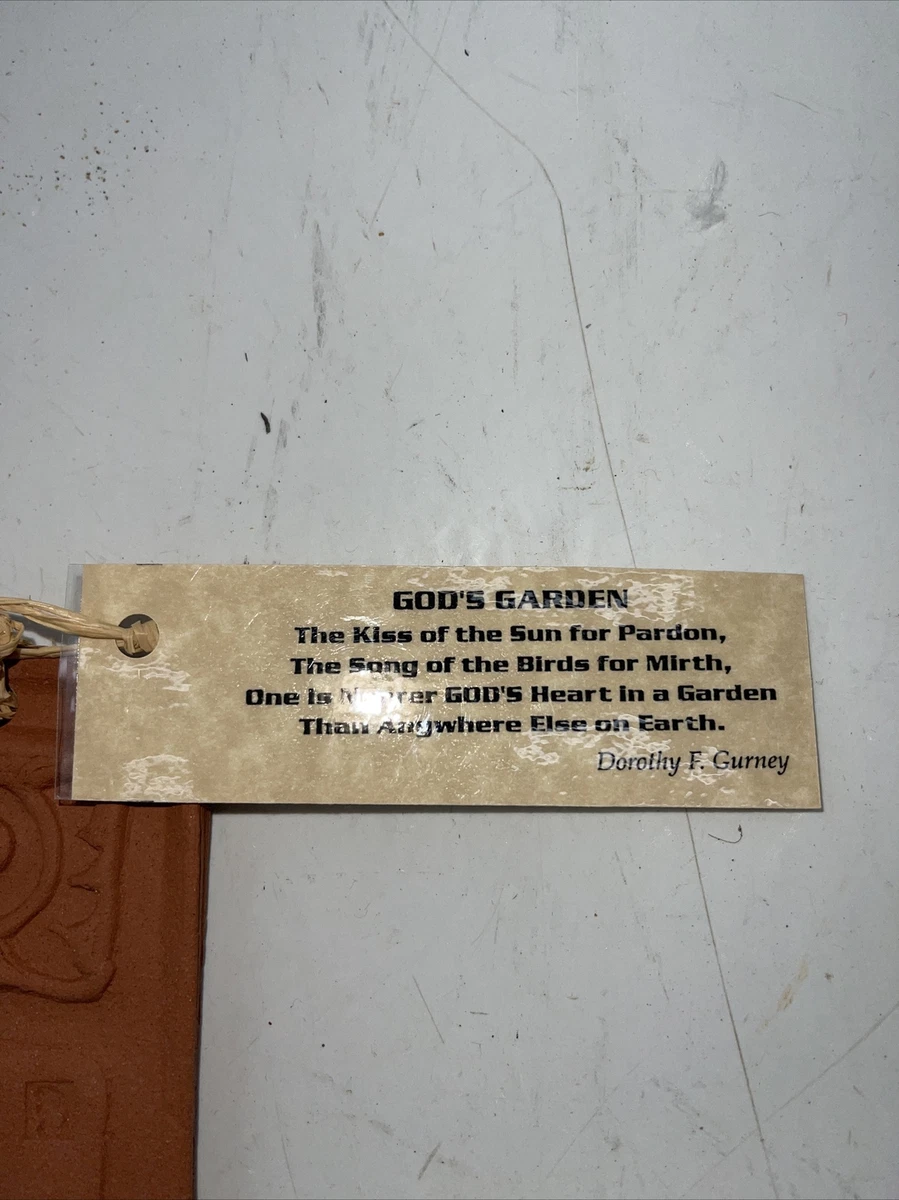 GOD'S GARDEN
The Kiss of the Sun for Pardon,
The Song of the Birds for Mirth,
One is Nearer GOD'S Heart in a Garden
Than Anywhere Else on Earth.
Dorothy F. Gurney